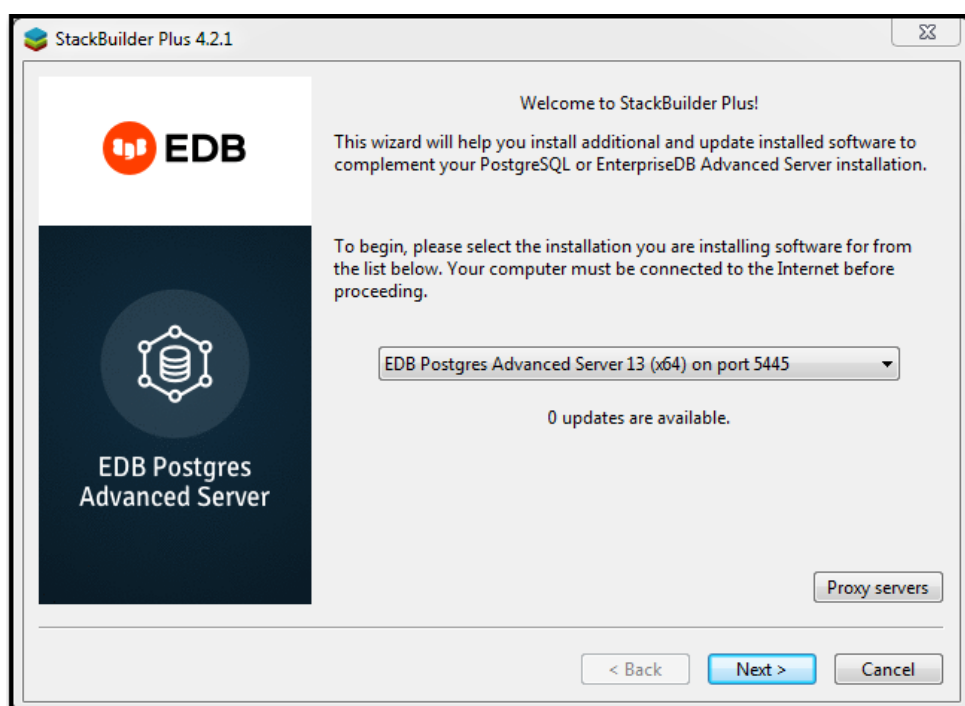 StackBuilder Plus 4.2.1
EDB
EDB Postgres
Advanced Server
Welcome to StackBuilder Plus!
This wizard will help you install additional and update installed software to
complement your PostgreSQL or EnterpriseDB Advanced Server installation.
To begin, please select the installation you are installing software for from
the list below. Your computer must be connected to the Internet before
proceeding.
EDB Postgres Advanced Server 13 (x64) on port 5445
0 updates are available.
Proxy servers
< Back Next > Cancel